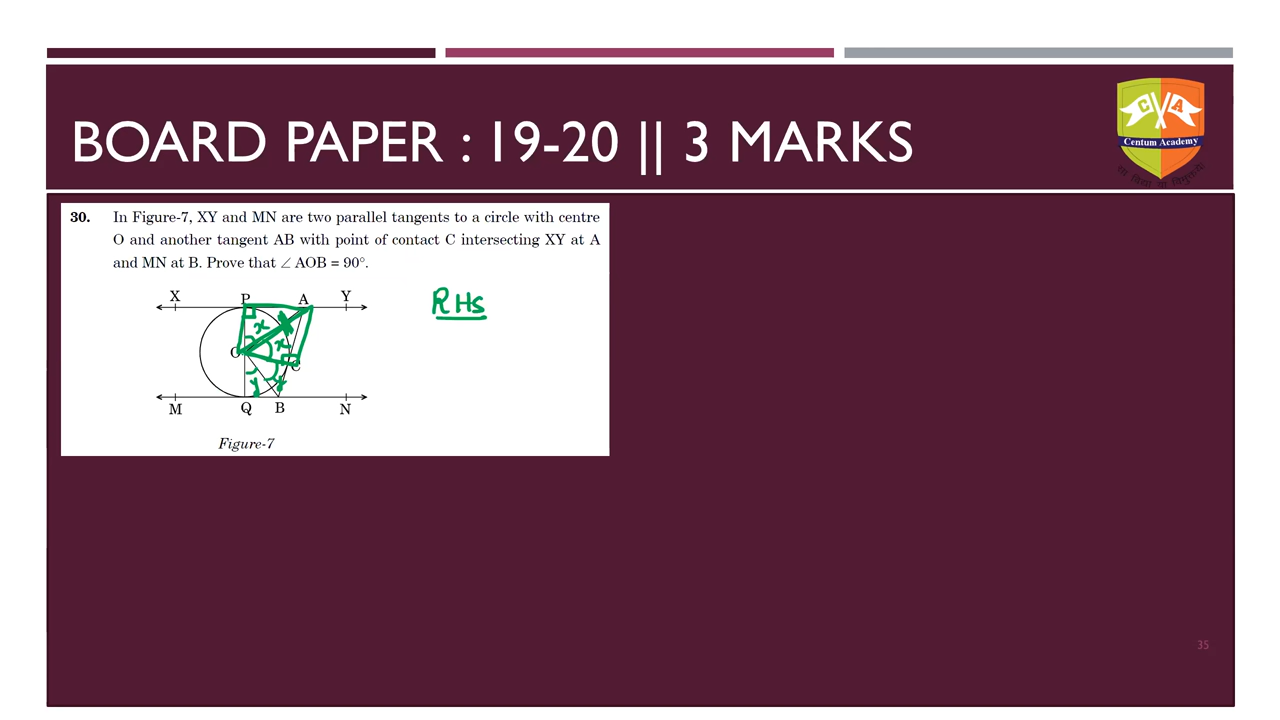 BOARD PAPER : 19-20 || 3 MARKS
C A
Centum Academy
30. In Figure-7, XY and MN are two parallel tangents to a circle with centre
O and another tangent AB with point of contact C intersecting XY at A
and MN at B. Prove that ∠ AOB = 90°.
X P A Y
RHS
x
O x
C
y y
M Q B N
Figure-7
35